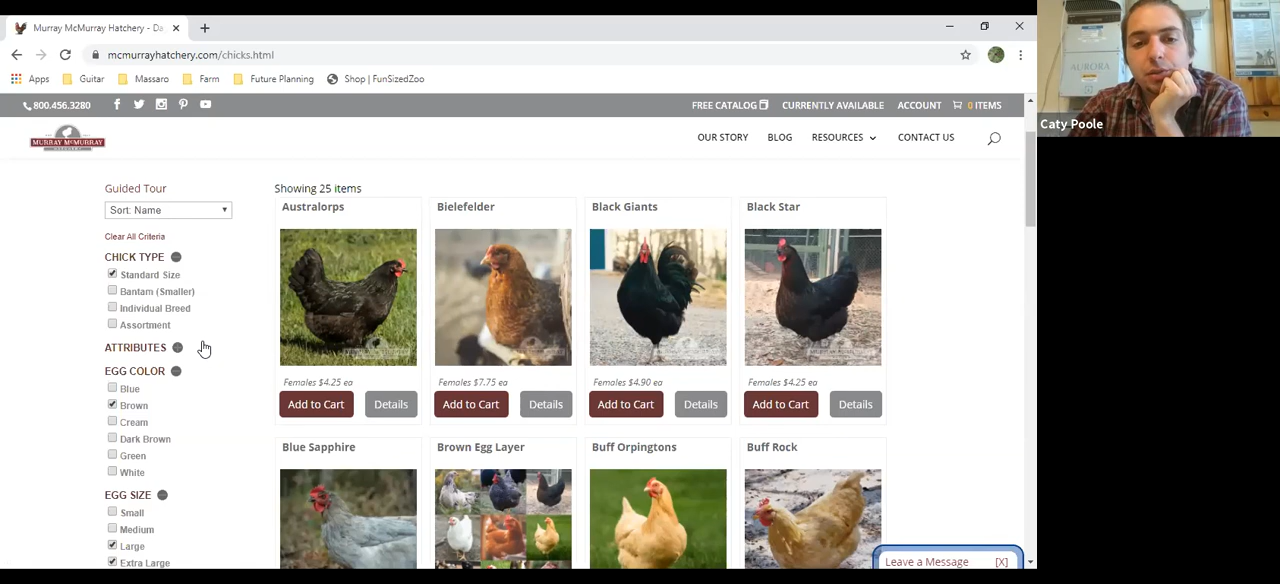 Murray McMurray Hatchery - Da
mcmurrayhatchery.com/chicks.html
Apps
Guitar
Massaro
Farm
Future Planning
Shop | FunSizedZoo
800.456.3280
FREE CATALOG
CURRENTLY AVAILABLE
ACCOUNT
0 ITEMS
MURRAY MCMURRAY
OUR STORY
BLOG
RESOURCES
CONTACT US
Guided Tour
Sort: Name
Clear All Criteria
CHICK TYPE
Standard Size
Bantam (Smaller)
Individual Breed
Assortment
ATTRIBUTES
EGG COLOR
Blue
Brown
Cream
Dark Brown
Green
White
EGG SIZE
Small
Medium
Large
Extra Large
Showing 25 items
Australorps
Bielefelder
Black Giants
Black Star
Females $4.25 ea
Females $7.75 ea
Females $4.90 ea
Females $4.25 ea
Add to Cart
Details
Add to Cart
Details
Add to Cart
Details
Add to Cart
Details
Blue Sapphire
Brown Egg Layer
Buff Orpingtons
Buff Rock
Leave a Message
[X]
AURORA
Caty Poole